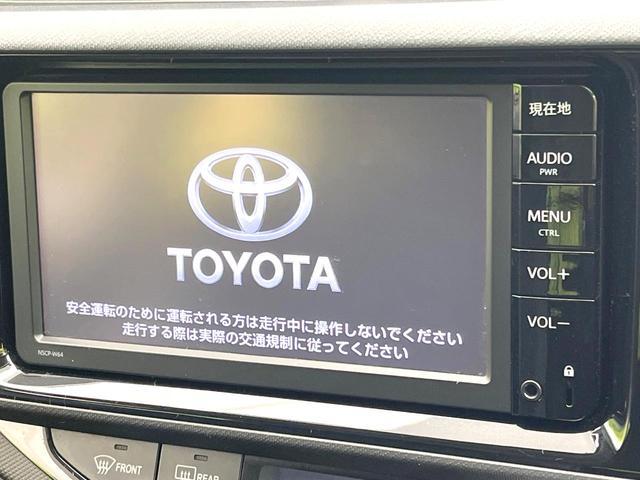 現在地
AUDIO
PWR
MENU
CTRL
VOL+
VOL−
TOYOTA
安全運転のために運転される方は走行中に操作しないでください
走行する際は実際の交通規制に従ってください
NSCP-W64
FRONT
REAR